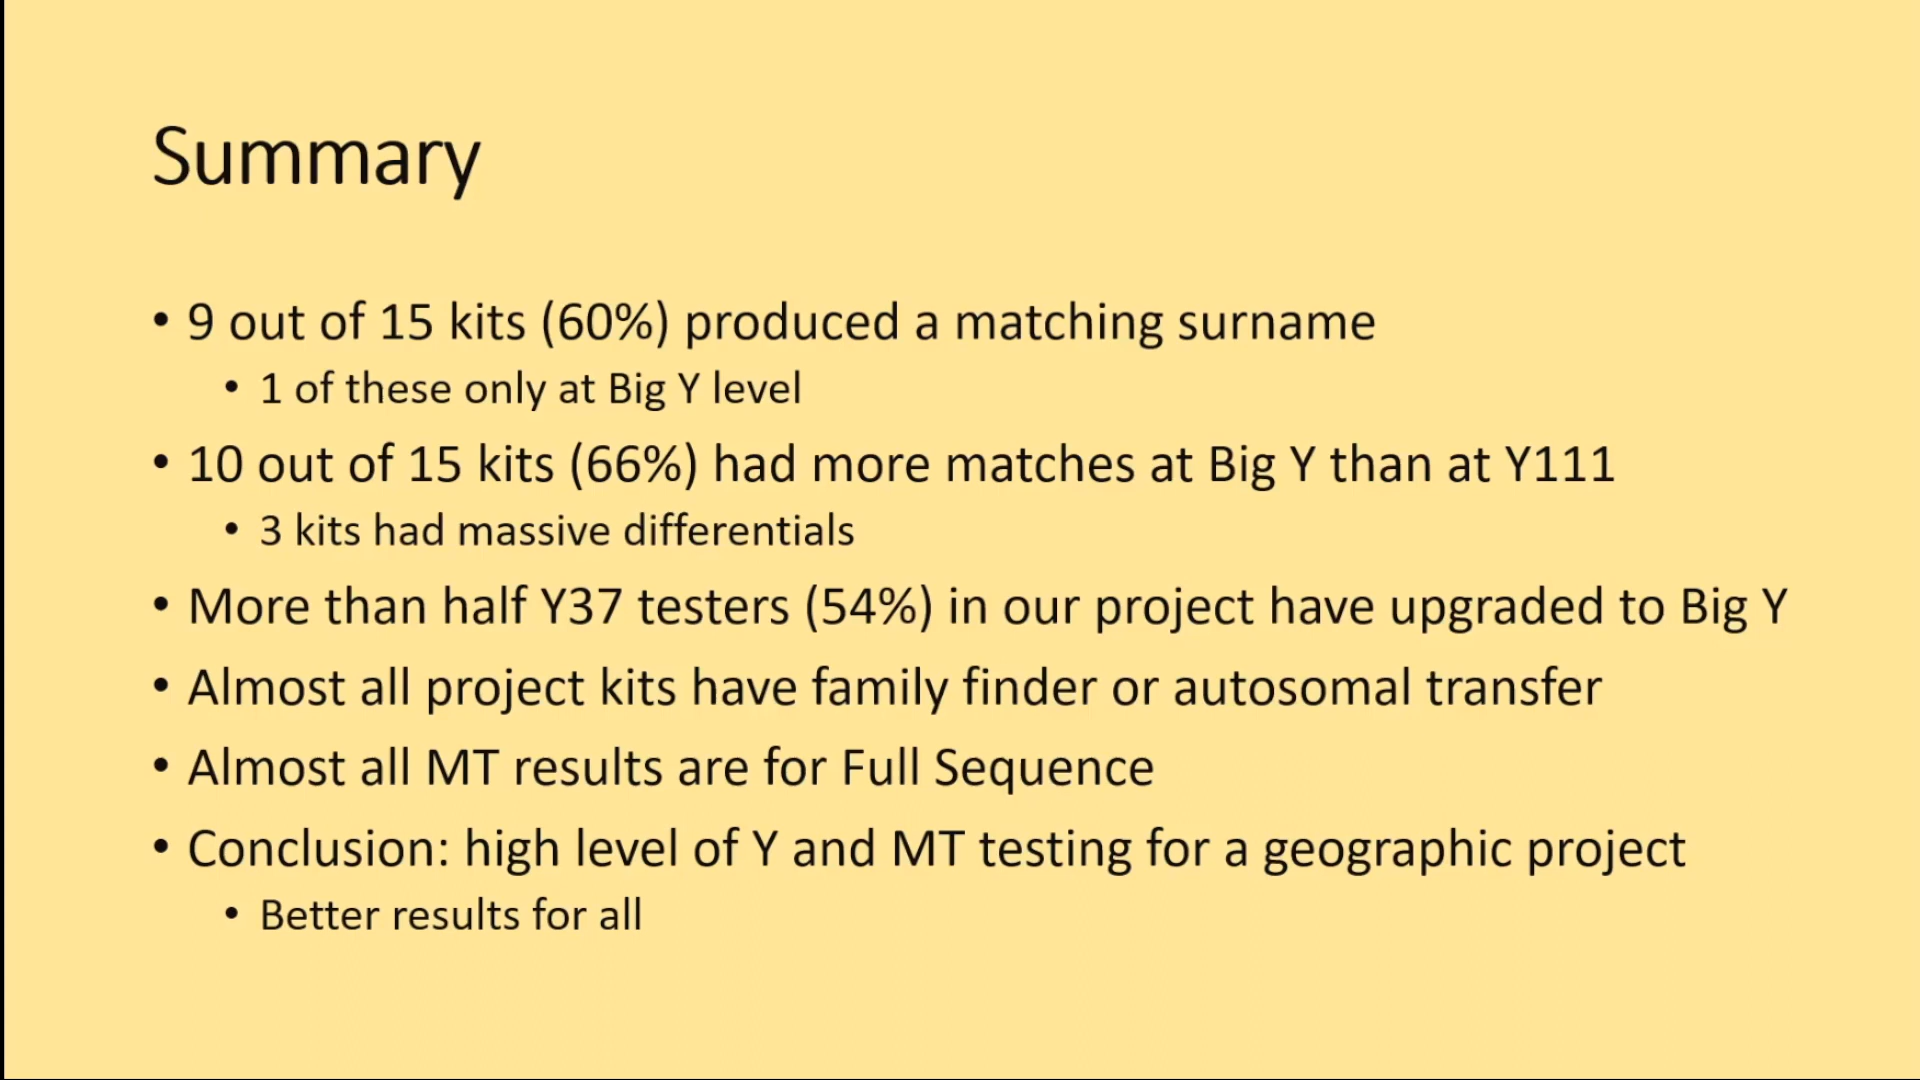 Summary
• 9 out of 15 kits (60%) produced a matching surname
• 1 of these only at Big Y level
• 10 out of 15 kits (66%) had more matches at Big Y than at Y111
• 3 kits had massive differentials
• More than half Y37 testers (54%) in our project have upgraded to Big Y
• Almost all project kits have family finder or autosomal transfer
• Almost all MT results are for Full Sequence
• Conclusion: high level of Y and MT testing for a geographic project
• Better results for all